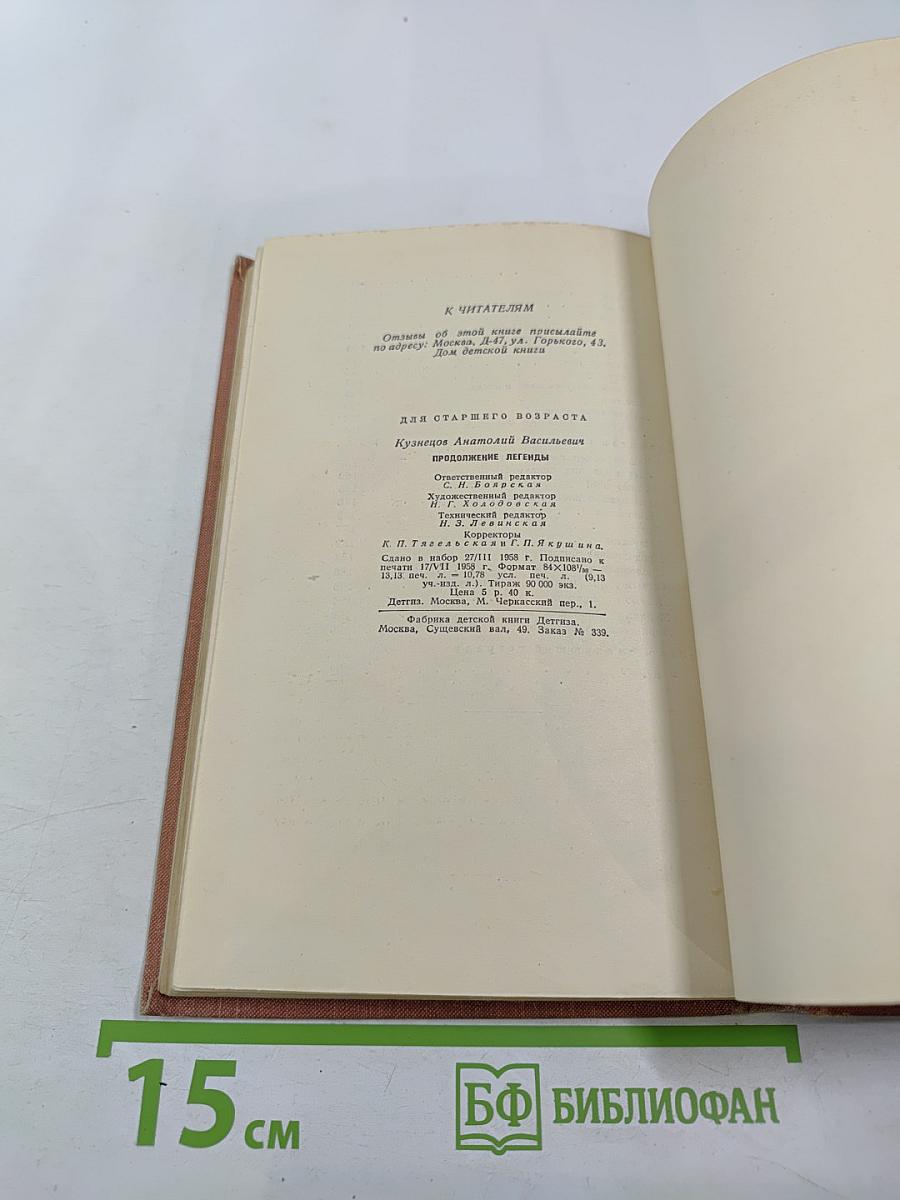 К ЧИТАТЕЛЯМ
Отзывы об этой книге присылайте
по адресу: Москва, Д-47, ул. Горького, 43.
Дом детской книги
ДЛЯ СТАРШЕГО ВОЗРАСТА
Кузнецов Анатолий Васильевич
ПРОДОЛЖЕНИЕ ЛЕГЕНДЫ
Ответственный редактор
С. Н. Боярская
Художественный редактор
Н. Г. Холодовская
Технический редактор
Н. З. Левинская
Корректоры
К. П. Тягельская и Г. П. Якушина.
Сдано в набор 27/III 1958 г. Подписано к
печати 17/VII 1958 г. Формат 84×108¹/₃₀ —
13,13 печ. л. = 10,78 усл. печ. л. (9,13
уч.-изд. л.). Тираж 90 000 экз.
Цена 5 р. 40 к.
Детгиз. Москва, М. Черкасский пер., 1.
Фабрика детской книги Детгиза.
Москва, Сущевский вал, 49. Заказ № 339.
15 см
БФ БИБЛИОФАН